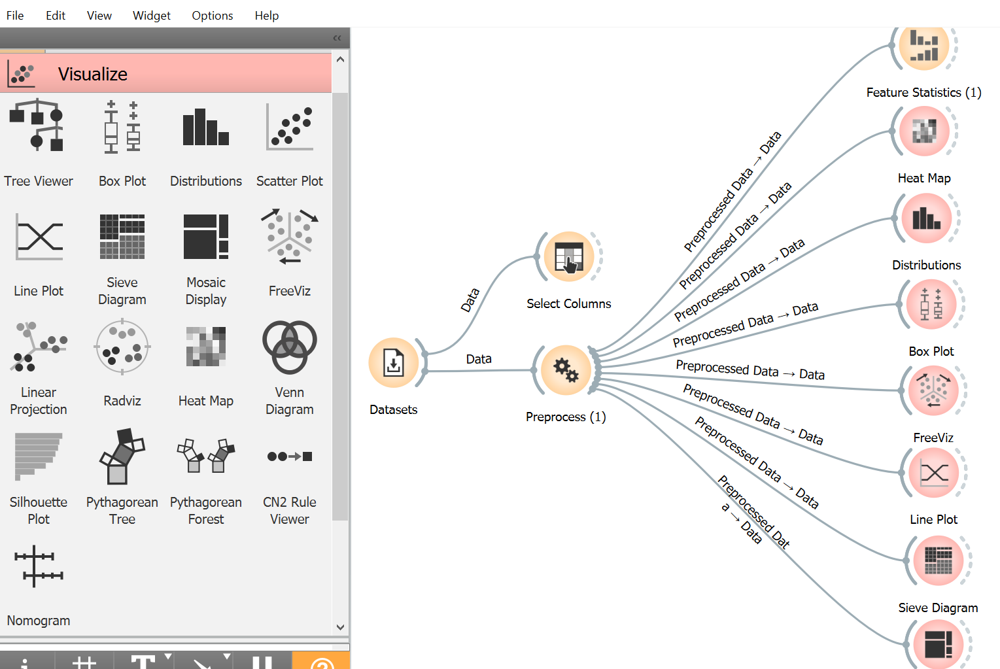 File Edit View Widget Options Help
Visualize
Tree Viewer Box Plot Distributions Scatter Plot
Line Plot
Sieve
Diagram
Mosaic
Display
FreeViz
Linear
Projection
Radviz
Heat Map
Venn
Diagram
Silhouette
Plot
Pythagorean
Tree
Pythagorean
Forest
CN2 Rule
Viewer
Nomogram
Datasets
Data
Data
Select Columns
Preprocess (1)
Preprocessed Data → Data
Preprocessed Data → Data
Preprocessed Data → Data
Preprocessed Data → Data
Preprocessed Data → Data
Preprocessed Data → Data
Preprocessed Data → Data
Preprocessed Dat
a → Data
Feature Statistics (1)
Heat Map
Distributions
Box Plot
FreeViz
Line Plot
Sieve Diagram